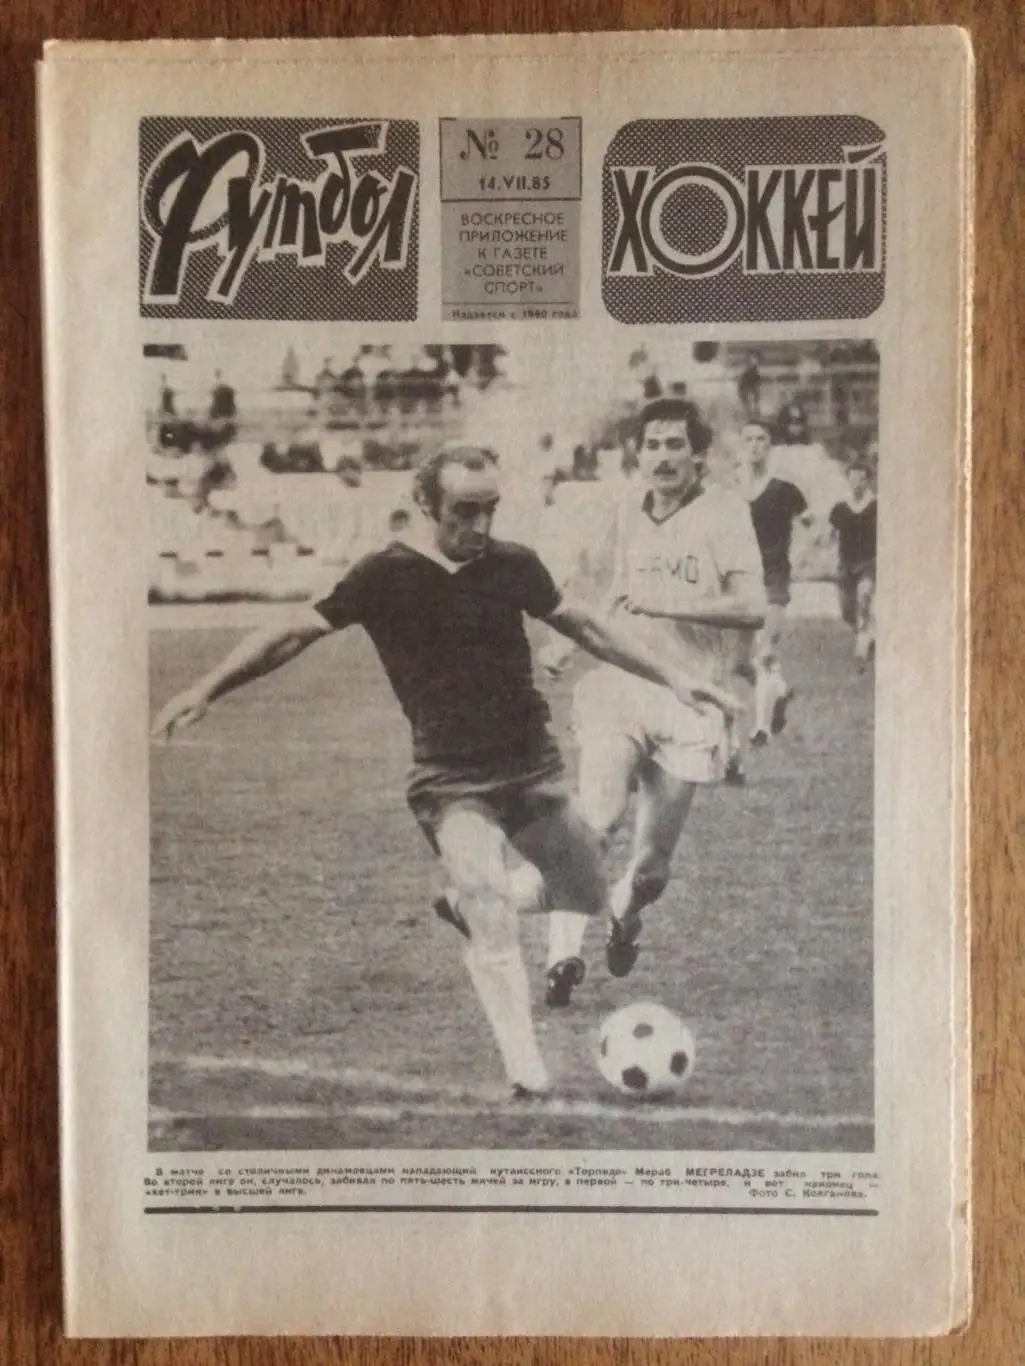 Футбол
№ 28
14.VII.85
ВОСКРЕСНОЕ
ПРИЛОЖЕНИЕ
К ГАЗЕТЕ
«СОВЕТСКИЙ
СПОРТ»
Издается с 1960 года
ХОККЕЙ
В матче со столичными динамовцами нападающий кутаисского «Торпедо» Мераб МЕГРЕЛАДЗЕ забил три гола.
Во второй лиге он, случалось, забивал по пять-шесть мячей за игру, в первой — по три-четыре, и вот наконец —
«хет-трик» в высшей лиге. Фото С. Колганова.